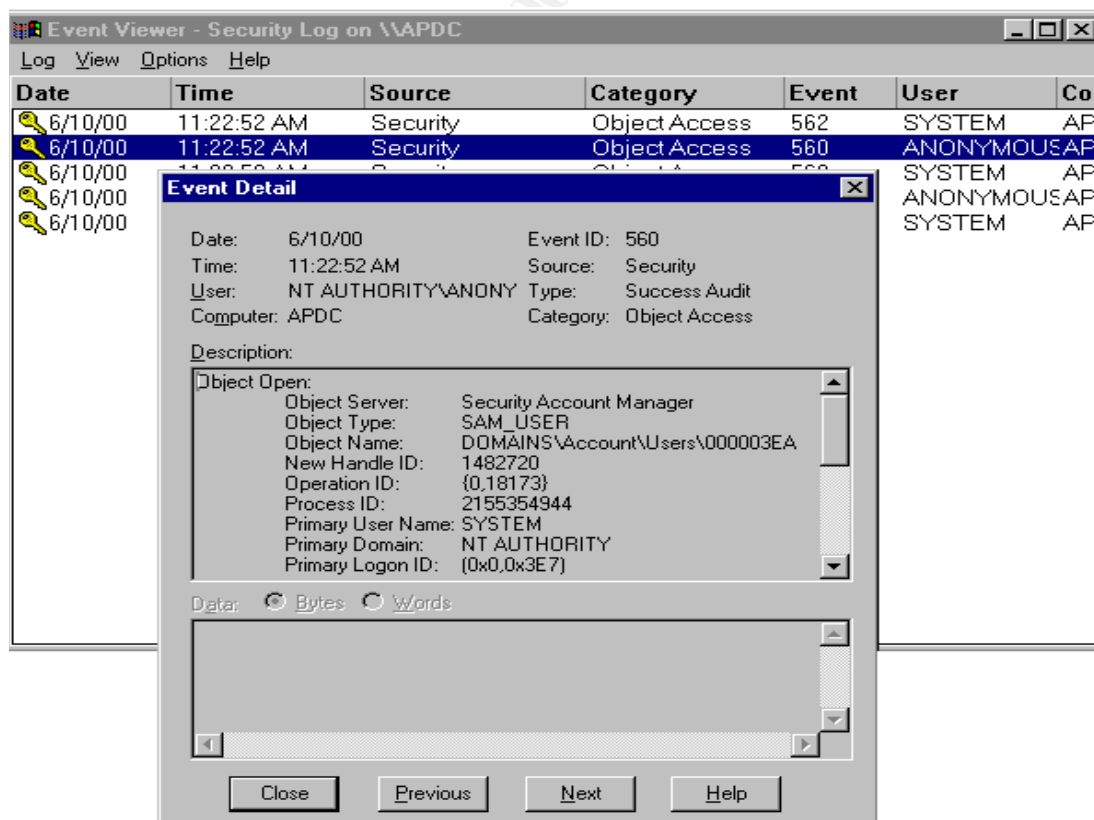 Event Viewer - Security Log on \\APDC
Log View Options Help
Date Time Source Category Event User Co
6/10/00 11:22:52 AM Security Object Access 562 SYSTEM AP
6/10/00 11:22:52 AM Security Object Access 560 ANONYMOUS AP
6/10/00 SYSTEM AP
6/10/00 ANONYMOUS AP
6/10/00 SYSTEM AP
Event Detail
Date: 6/10/00 Event ID: 560
Time: 11:22:52 AM Source: Security
User: NT AUTHORITY\ANONY Type: Success Audit
Computer: APDC Category: Object Access
Description:
Object Open:
Object Server: Security Account Manager
Object Type: SAM_USER
Object Name: DOMAINS\Account\Users\000003EA
New Handle ID: 1482720
Operation ID: {0,18173}
Process ID: 2155354944
Primary User Name: SYSTEM
Primary Domain: NT AUTHORITY
Primary Logon ID: (0x0,0x3E7)
Data: Bytes Words
Close Previous Next Help